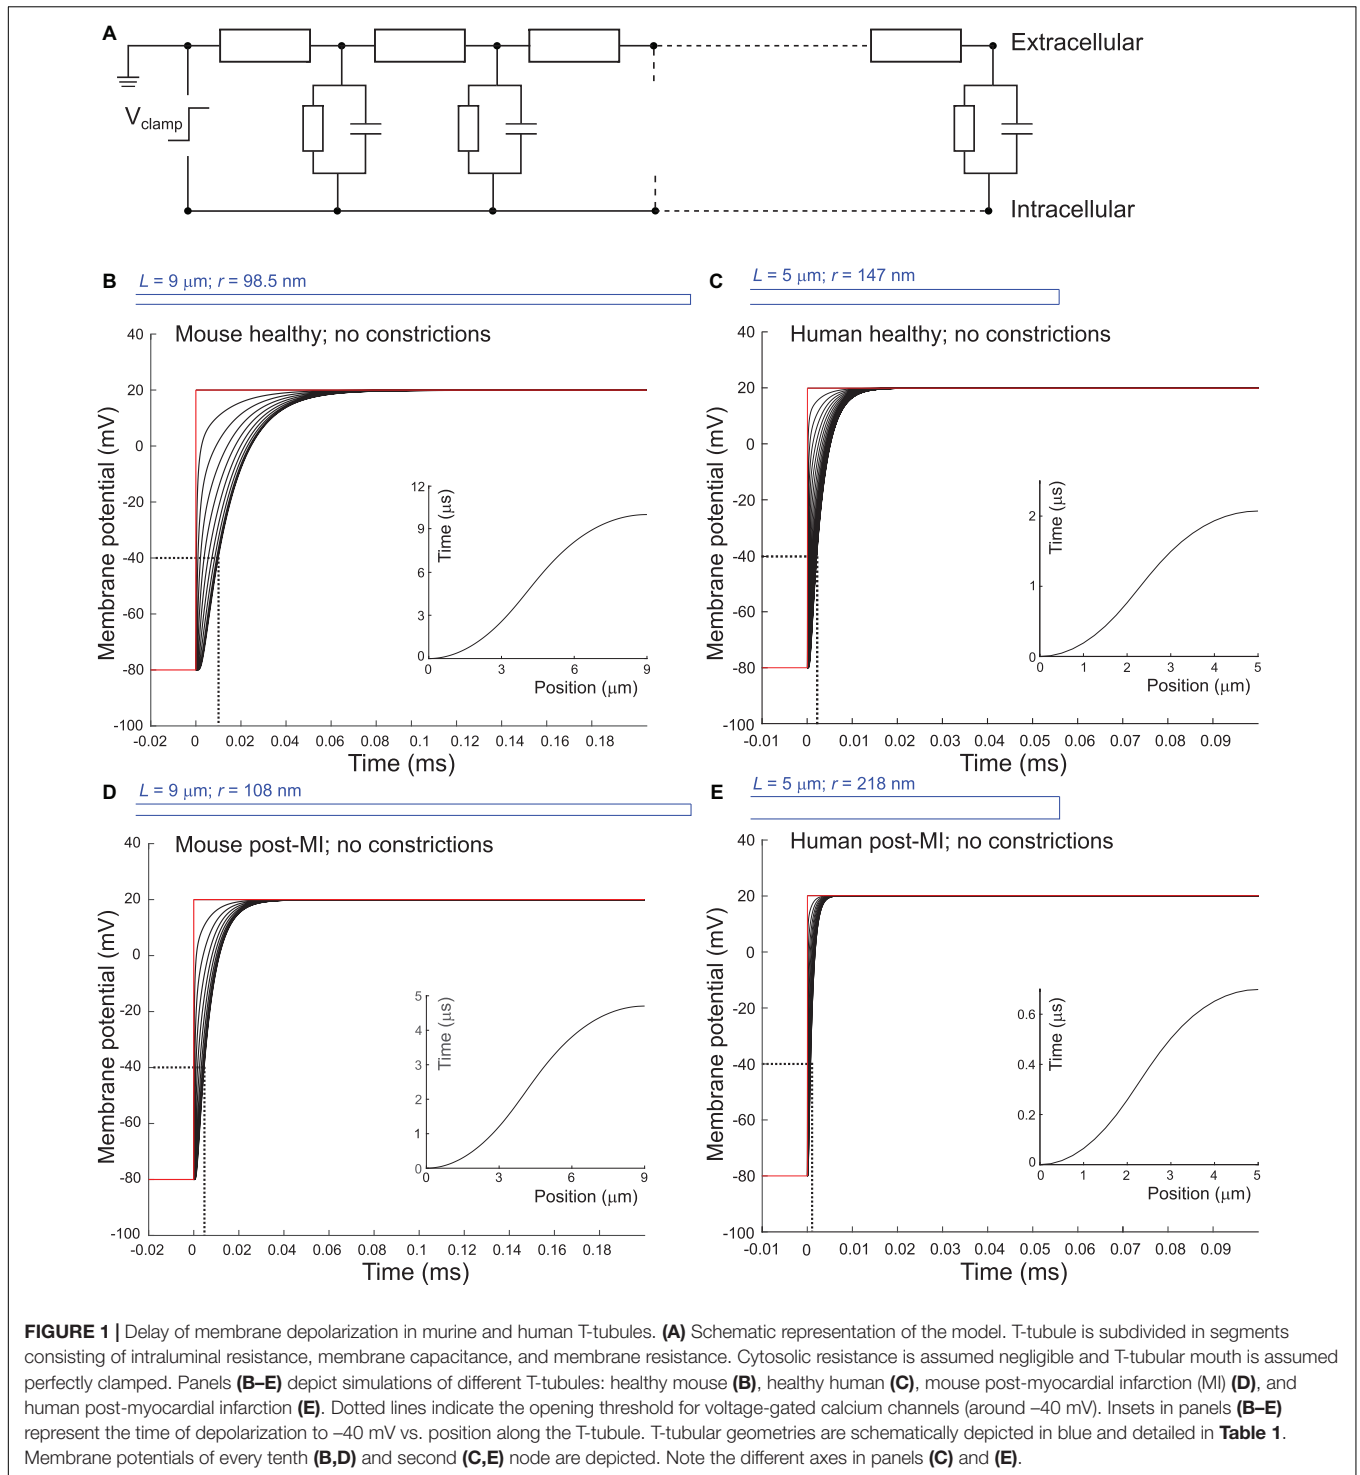 A
Extracellular
Vclamp
Intracellular
B
L = 9 μm; r = 98.5 nm
Mouse healthy; no constrictions
Membrane potential (mV)
40
20
0
-20
-40
-60
-80
-100
-0.02 0 0.02 0.04 0.06 0.08 0.1 0.12 0.14 0.16 0.18
Time (ms)
Time (μs)
12
9
6
3
0
0 3 6 9
Position (μm)
C
L = 5 μm; r = 147 nm
Human healthy; no constrictions
Membrane potential (mV)
40
20
0
-20
-40
-60
-80
-100
-0.01 0 0.01 0.02 0.03 0.04 0.05 0.06 0.07 0.08 0.09
Time (ms)
Time (μs)
2
1
0
0 1 2 3 4 5
Position (μm)
D
L = 9 μm; r = 108 nm
Mouse post-MI; no constrictions
Membrane potential (mV)
40
20
0
-20
-40
-60
-80
-100
-0.02 0 0.02 0.04 0.06 0.08 0.1 0.12 0.14 0.16 0.18
Time (ms)
Time (μs)
5
4
3
2
1
0
0 3 6 9
Position (μm)
E
L = 5 μm; r = 218 nm
Human post-MI; no constrictions
Membrane potential (mV)
40
20
0
-20
-40
-60
-80
-100
-0.01 0 0.01 0.02 0.03 0.04 0.05 0.06 0.07 0.08 0.09
Time (ms)
Time (μs)
0.6
0.4
0.2
0
0 1 2 3 4 5
Position (μm)
FIGURE 1 | Delay of membrane depolarization in murine and human T-tubules. (A) Schematic representation of the model. T-tubule is subdivided in segments
consisting of intraluminal resistance, membrane capacitance, and membrane resistance. Cytosolic resistance is assumed negligible and T-tubular mouth is assumed
perfectly clamped. Panels (B–E) depict simulations of different T-tubules: healthy mouse (B), healthy human (C), mouse post-myocardial infarction (MI) (D), and
human post-myocardial infarction (E). Dotted lines indicate the opening threshold for voltage-gated calcium channels (around –40 mV). Insets in panels (B–E)
represent the time of depolarization to –40 mV vs. position along the T-tubule. T-tubular geometries are schematically depicted in blue and detailed in Table 1.
Membrane potentials of every tenth (B,D) and second (C,E) node are depicted. Note the different axes in panels (C) and (E).